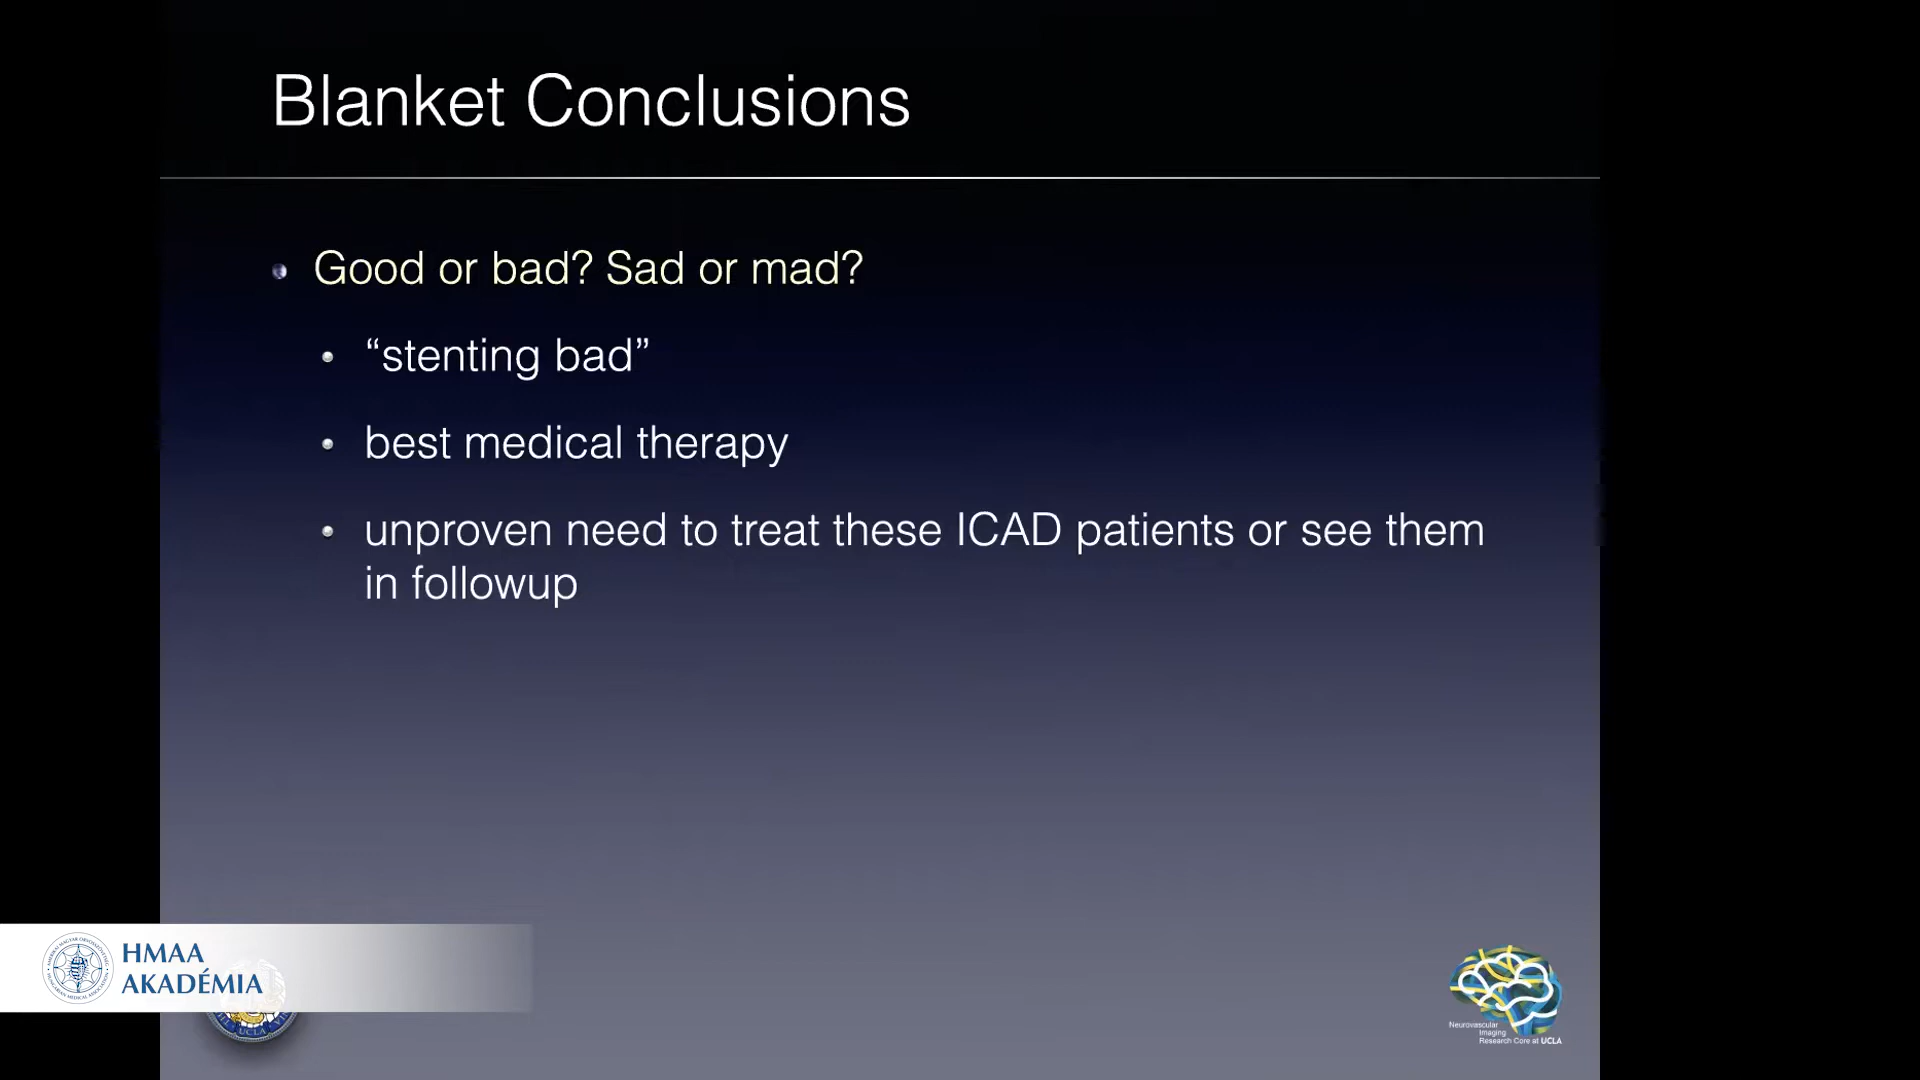 Blanket Conclusions
Good or bad? Sad or mad?
“stenting bad”
best medical therapy
unproven need to treat these ICAD patients or see them
in followup
HMAA
AKADÉMIA
UCLA
Neurovascular
Imaging
Research Core at UCLA